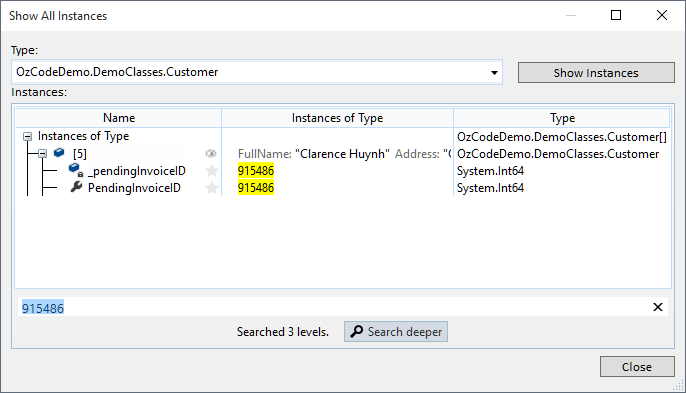 Show All Instances
Type:
OzCodeDemo.DemoClasses.Customer
Show Instances
Instances:
Name Instances of Type Type
Instances of Type OzCodeDemo.DemoClasses.Customer[]
[5] FullName: "Clarence Huynh" Address: " OzCodeDemo.DemoClasses.Customer
_pendingInvoiceID 915486 System.Int64
PendingInvoiceID 915486 System.Int64
915486
Searched 3 levels. Search deeper
Close